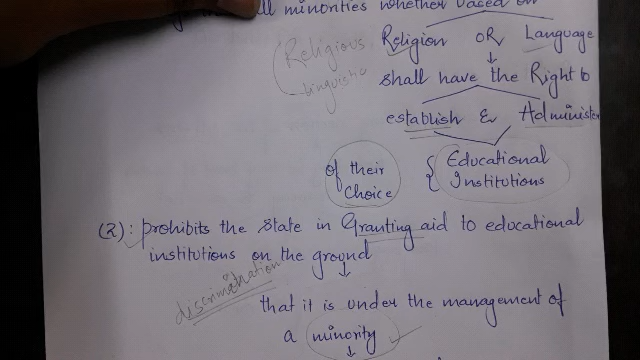 all minorities whether based on
Religion OR Language
(Religious
linguistic
shall have the Right to
establish & Administer
of their
Choice
{ Educational
Institutions
(2): prohibits the State in Granting aid to educational
institutions on the ground
discrimination
that it is under the management of
a minority